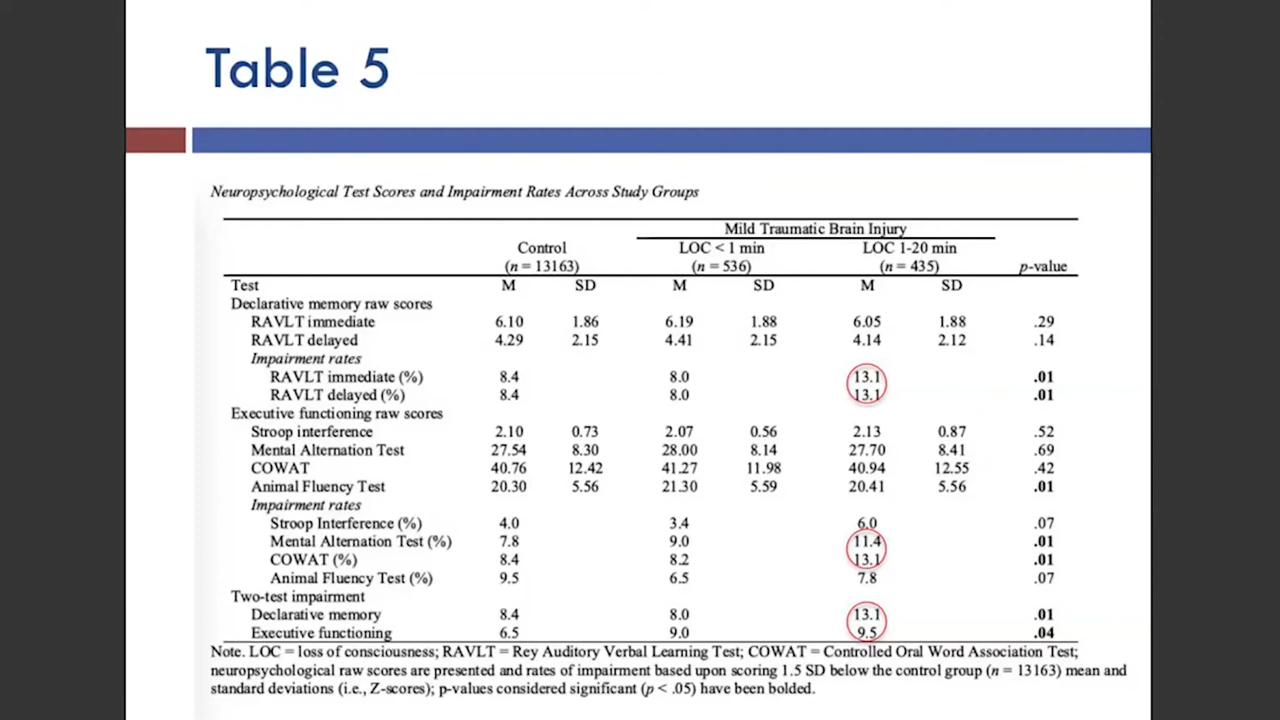 Table 5
Neuropsychological Test Scores and Impairment Rates Across Study Groups
Mild Traumatic Brain Injury
Control LOC < 1 min LOC 1-20 min
(n = 13163) (n = 536) (n = 435) p-value
Test M SD M SD M SD
Declarative memory raw scores
RAVLT immediate 6.10 1.86 6.19 1.88 6.05 1.88 .29
RAVLT delayed 4.29 2.15 4.41 2.15 4.14 2.12 .14
Impairment rates
RAVLT immediate (%) 8.4 8.0 13.1 .01
RAVLT delayed (%) 8.4 8.0 13.1 .01
Executive functioning raw scores
Stroop interference 2.10 0.73 2.07 0.56 2.13 0.87 .52
Mental Alternation Test 27.54 8.30 28.00 8.14 27.70 8.41 .69
COWAT 40.76 12.42 41.27 11.98 40.94 12.55 .42
Animal Fluency Test 20.30 5.56 21.30 5.59 20.41 5.56 .01
Impairment rates
Stroop Interference (%) 4.0 3.4 6.0 .07
Mental Alternation Test (%) 7.8 9.0 11.4 .01
COWAT (%) 8.4 8.2 13.1 .01
Animal Fluency Test (%) 9.5 6.5 7.8 .07
Two-test impairment
Declarative memory 8.4 8.0 13.1 .01
Executive functioning 6.5 9.0 9.5 .04
Note. LOC = loss of consciousness; RAVLT = Rey Auditory Verbal Learning Test; COWAT = Controlled Oral Word Association Test;
neuropsychological raw scores are presented and rates of impairment based upon scoring 1.5 SD below the control group (n = 13163) mean and
standard deviations (i.e., Z-scores); p-values considered significant (p < .05) have been bolded.